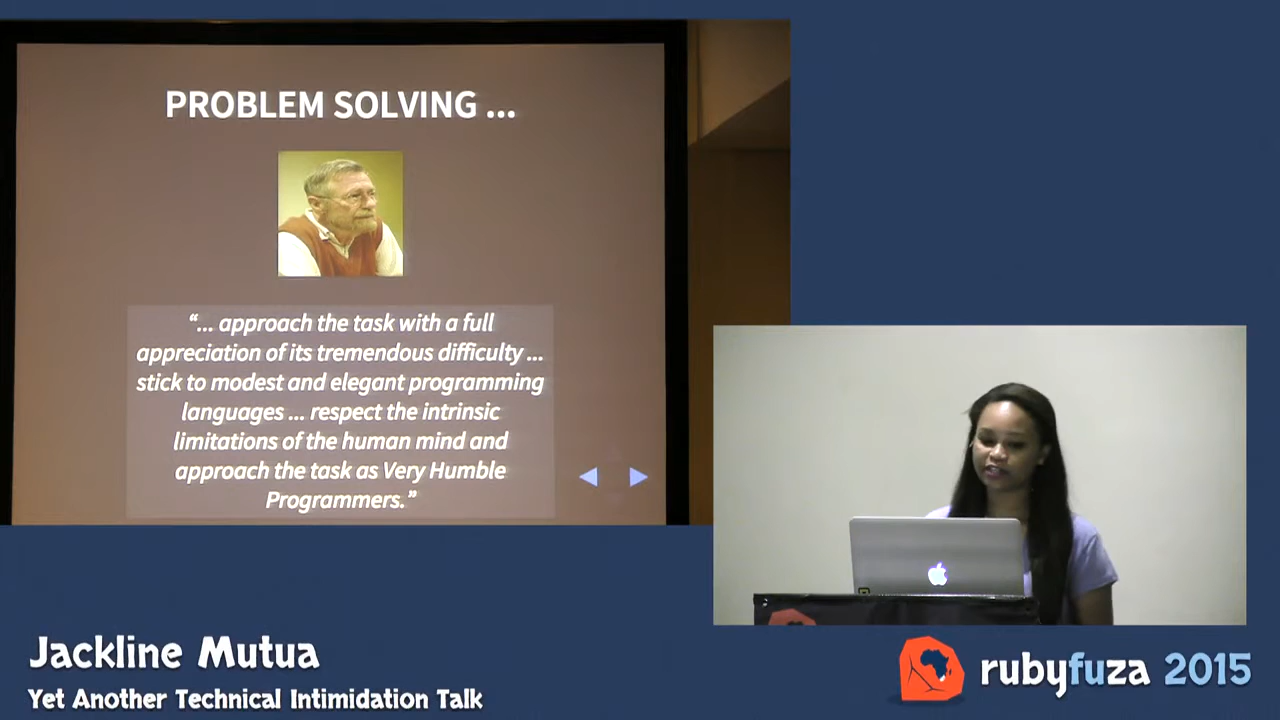 PROBLEM SOLVING ...
“... approach the task with a full
appreciation of its tremendous difficulty ...
stick to modest and elegant programming
languages ... respect the intrinsic
limitations of the human mind and
approach the task as Very Humble
Programmers.”
Jackline Mutua
Yet Another Technical Intimidation Talk
rubyfuza 2015